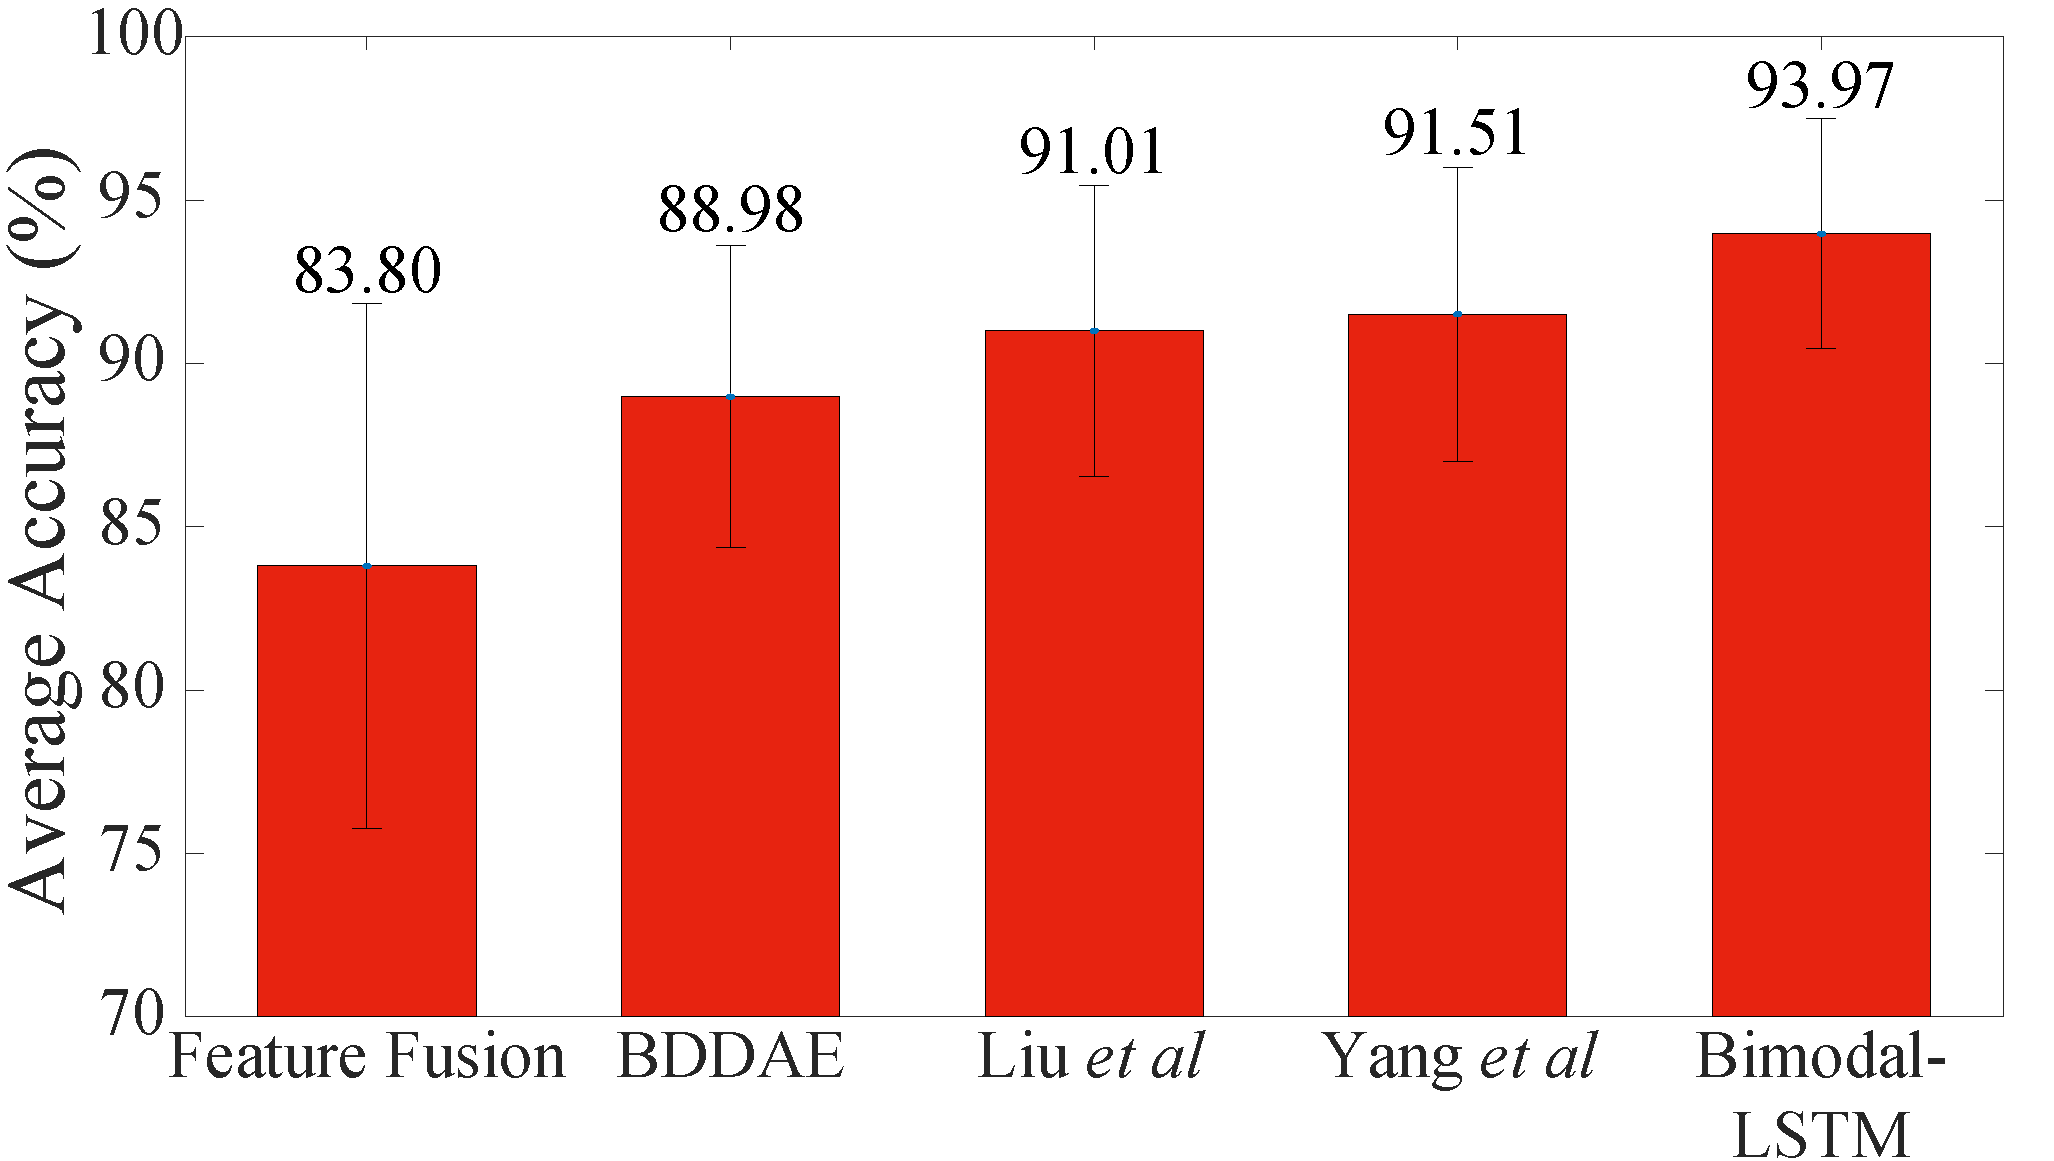 Average Accuracy (%)
100
95
90
85
80
75
70
83.80
88.98
91.01
91.51
93.97
Feature Fusion
BDDAE
Liu et al
Yang et al
Bimodal-
LSTM